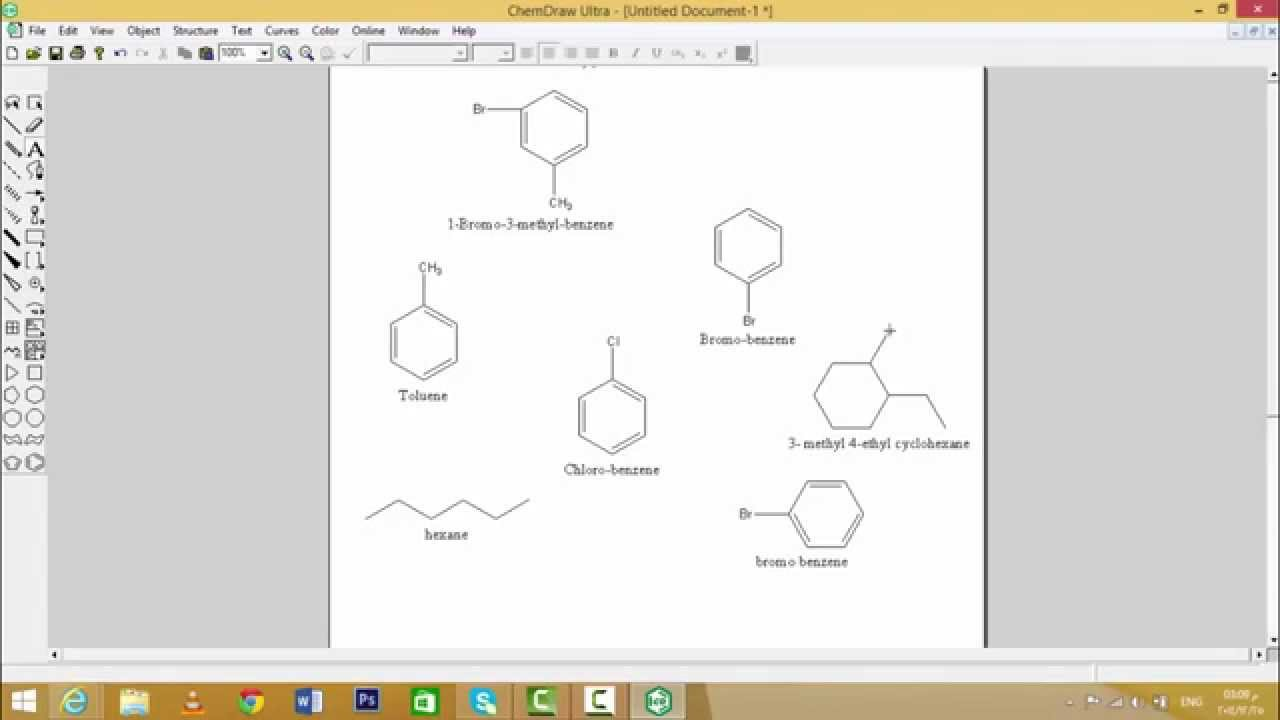 ChemDraw Ultra - [Untitled Document-1 *]
File Edit View Object Structure Text Curves Color Online Window Help
100%
B I U
Br
CH3
1-Bromo-3-methyl-benzene
Br
Bromo-benzene
CH3
Toluene
Cl
Chloro-benzene
3- methyl 4-ethyl cyclohexane
hexane
Br
bromo benzene
ENG